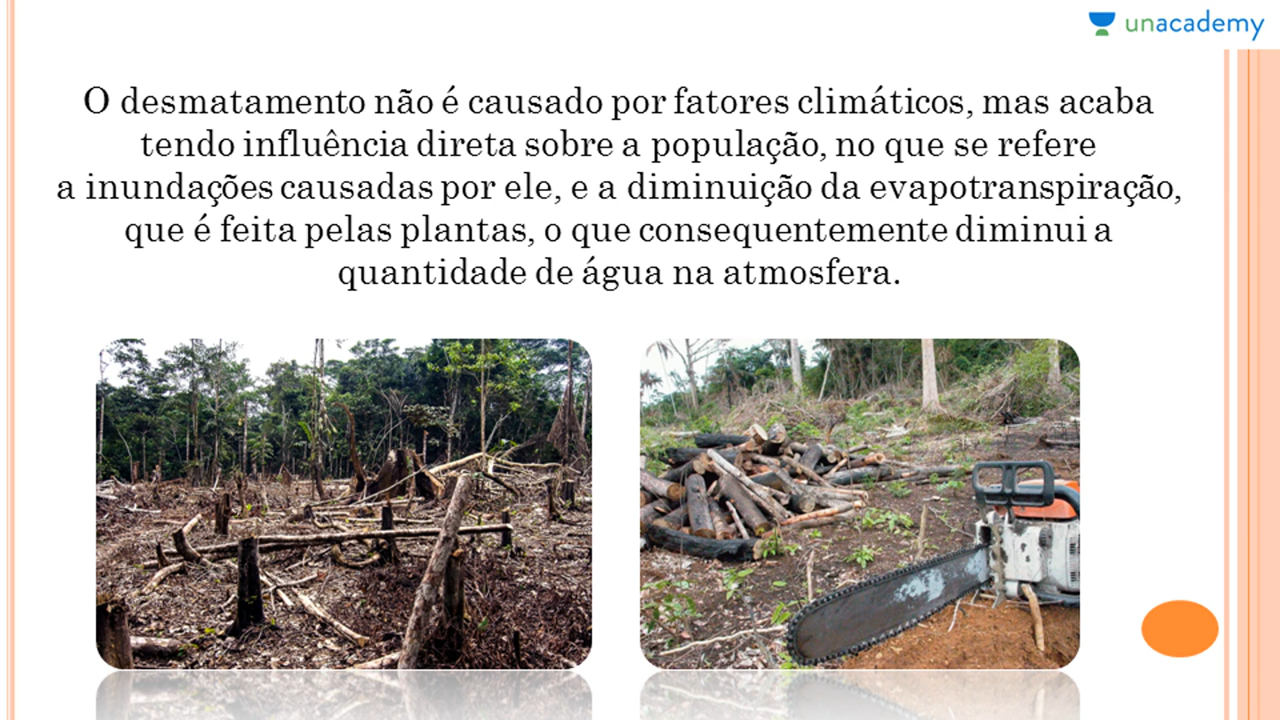 unacademy
O desmatamento não é causado por fatores climáticos, mas acaba
tendo influência direta sobre a população, no que se refere
a inundações causadas por ele, e a diminuição da evapotranspiração,
que é feita pelas plantas, o que consequentemente diminui a
quantidade de água na atmosfera.